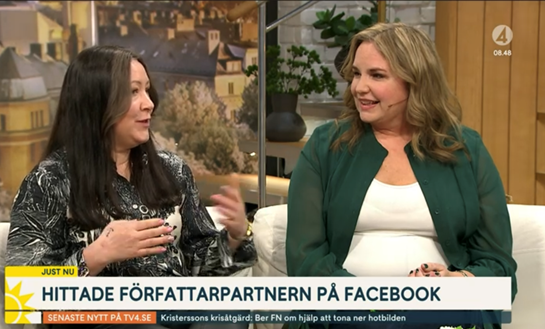 4
08.48
JUST NU
HITTADE FÖRFATTARPARTNERN PÅ FACEBOOK
SENASTE NYTT PÅ TV4.SE Kristerssons krisåtgärd: Ber FN om hjälp att tona ner hotbilden